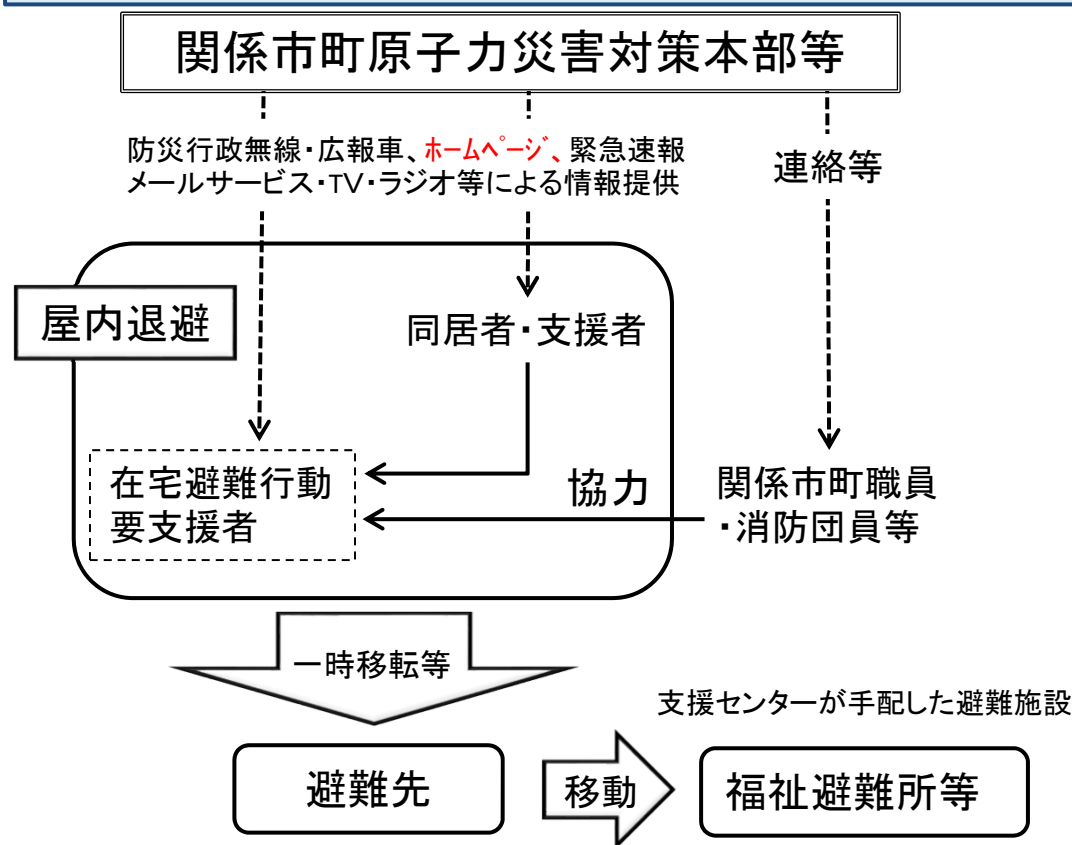 関係市町原子力災害対策本部等
防災行政無線・広報車、ホームページ、緊急速報
メールサービス・TV・ラジオ等による情報提供
連絡等
屋内退避
同居者・支援者
在宅避難行動
要支援者
協力
関係市町職員
・消防団員等
一時移転等
支援センターが手配した避難施設
避難先
移動
福祉避難所等